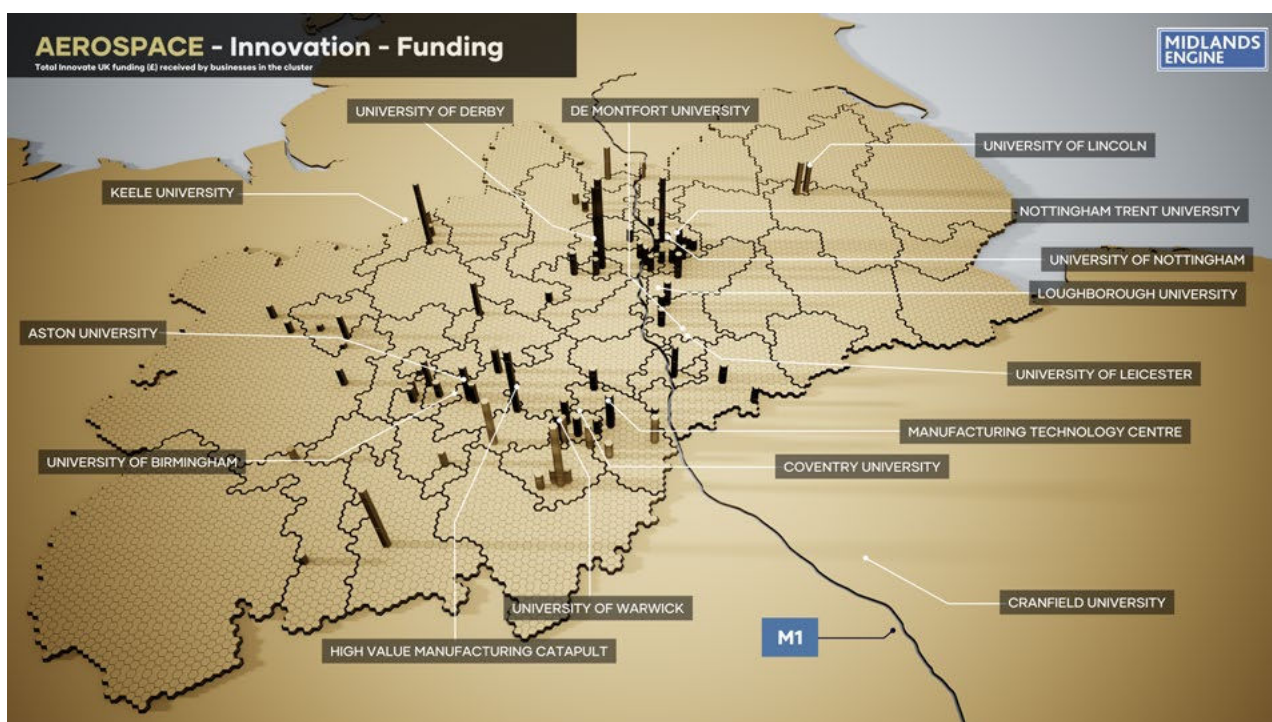 AEROSPACE - Innovation - Funding
Total Innovate UK funding (£) received by businesses in the cluster
MIDLANDS
ENGINE
UNIVERSITY OF DERBY
DE MONTFORT UNIVERSITY
UNIVERSITY OF LINCOLN
KEELE UNIVERSITY
NOTTINGHAM TRENT UNIVERSITY
UNIVERSITY OF NOTTINGHAM
LOUGHBOROUGH UNIVERSITY
ASTON UNIVERSITY
UNIVERSITY OF LEICESTER
MANUFACTURING TECHNOLOGY CENTRE
UNIVERSITY OF BIRMINGHAM
COVENTRY UNIVERSITY
CRANFIELD UNIVERSITY
UNIVERSITY OF WARWICK
M1
HIGH VALUE MANUFACTURING CATAPULT